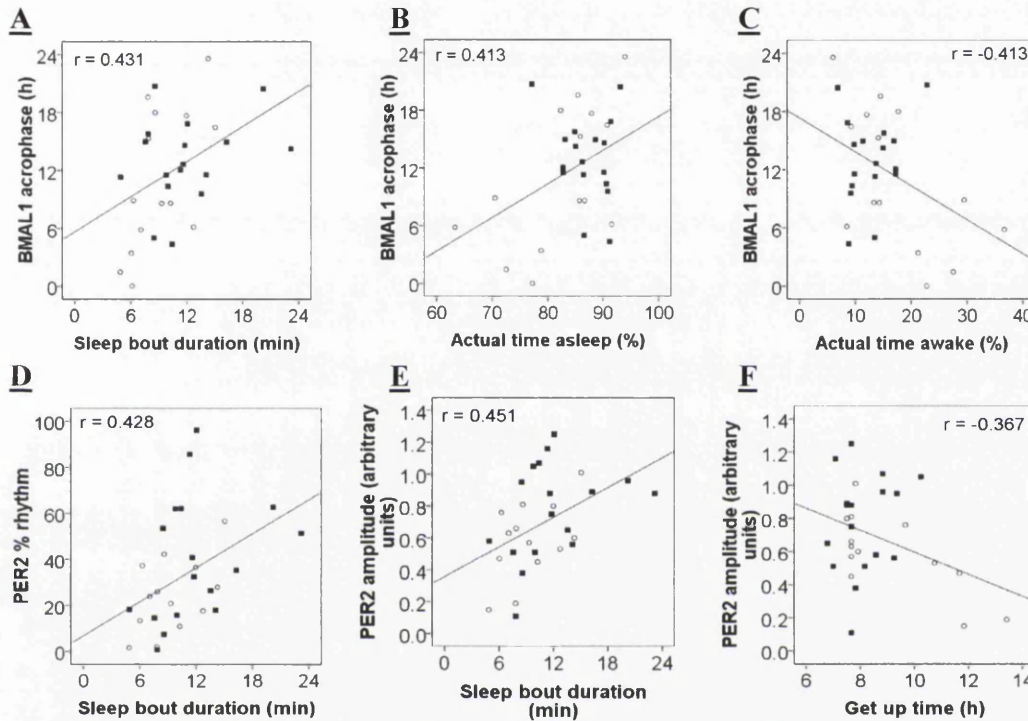 A
r = 0.431
BMAL1 acrophase (h)
24
18
12
6
0
0 6 12 18 24
Sleep bout duration (min)
B
r = 0.413
BMAL1 acrophase (h)
24
18
12
6
0
60 70 80 90 100
Actual time asleep (%)
C
r = -0.413
BMAL1 acrophase (h)
24
18
12
6
0
0 10 20 30 40
Actual time awake (%)
D
r = 0.428
PER2 % rhythm
100
80
60
40
20
0
0 6 12 18 24
Sleep bout duration (min)
E
r = 0.451
PER2 amplitude (arbitrary
units)
1.4
1.2
1.0
0.8
0.6
0.4
0.2
0.0
0 6 12 18 24
Sleep bout duration
(min)
F
r = -0.367
PER2 amplitude (arbitrary
units)
1.4
1.2
1.0
0.8
0.6
0.4
0.2
0.0
6 8 10 12 14
Get up time (h)